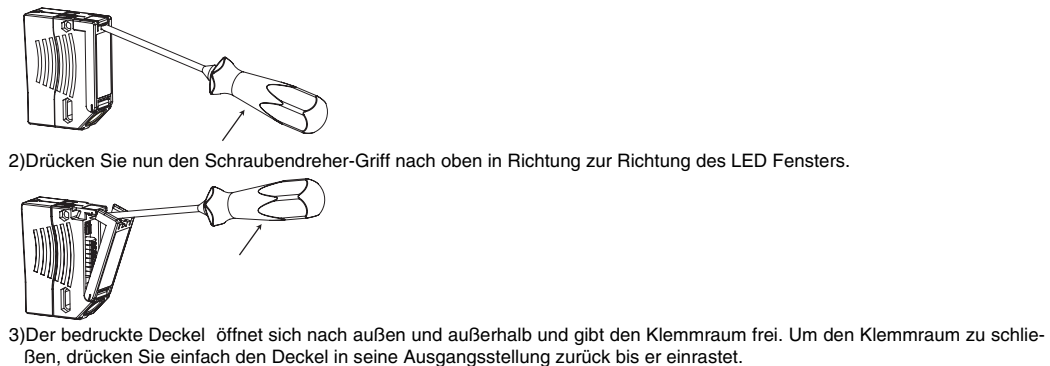 2)Drücken Sie nun den Schraubendreher-Griff nach oben in Richtung zur Richtung des LED Fensters.
3)Der bedruckte Deckel öffnet sich nach außen und außerhalb und gibt den Klemmraum frei. Um den Klemmraum zu schlie-
ßen, drücken Sie einfach den Deckel in seine Ausgangsstellung zurück bis er einrastet.